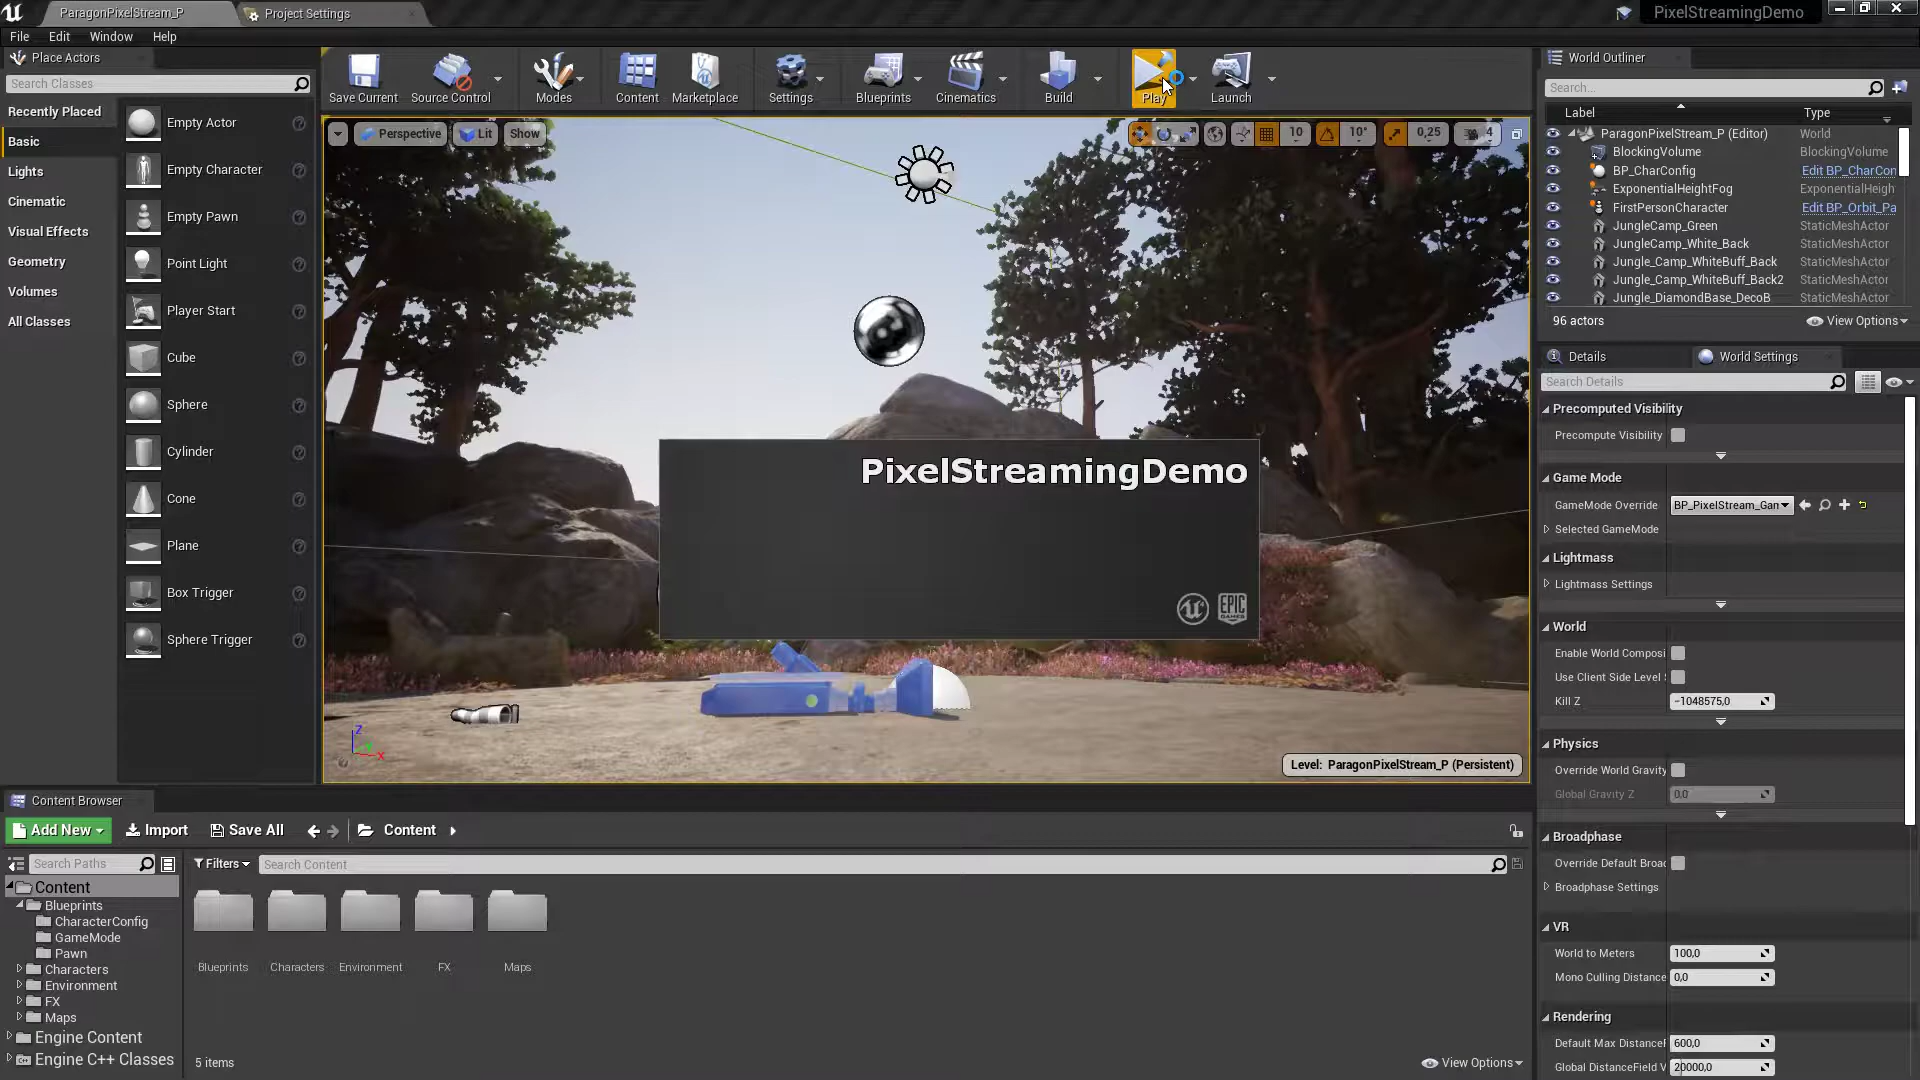 ParagonPixelStream_P
Project Settings
PixelStreamingDemo
File Edit Window Help
Place Actors
Search Classes
Recently Placed
Basic
Lights
Cinematic
Visual Effects
Geometry
Volumes
All Classes
Empty Actor
Empty Character
Empty Pawn
Point Light
Player Start
Cube
Sphere
Cylinder
Cone
Plane
Box Trigger
Sphere Trigger
Save Current
Source Control
Modes
Content
Marketplace
Settings
Blueprints
Cinematics
Build
Play
Launch
Perspective
Lit
Show
10
10°
0,25
4
PixelStreamingDemo
EPIC GAMES
Z
X
Level: ParagonPixelStream_P (Persistent)
World Outliner
Search...
Label Type
ParagonPixelStream_P (Editor) World
BlockingVolume BlockingVolume
BP_CharConfig Edit BP_CharCon
ExponentialHeightFog ExponentialHeigh
FirstPersonCharacter Edit BP_Orbit_Pa
JungleCamp_Green StaticMeshActor
JungleCamp_White_Back StaticMeshActor
Jungle_Camp_WhiteBuff_Back StaticMeshActor
Jungle_Camp_WhiteBuff_Back2 StaticMeshActor
Jungle_DiamondBase_DecoB StaticMeshActor
96 actors
View Options
Details
World Settings
Search Details
Precomputed Visibility
Precompute Visibility
Game Mode
GameMode Override BP_PixelStream_Gan
Selected GameMode
Lightmass
Lightmass Settings
World
Enable World Composi
Use Client Side Level
Kill Z -1048575,0
Physics
Override World Gravity
Global Gravity Z 0,0
Broadphase
Override Default Broad
Broadphase Settings
VR
World to Meters 100,0
Mono Culling Distance 0,0
Rendering
Default Max DistanceF 600,0
Global DistanceField V 20000,0
Content Browser
Add New Import Save All Content
Search Paths
Filters
Search Content
Content
Blueprints
CharacterConfig
GameMode
Pawn
Characters
Environment
FX
Maps
Engine Content
Engine C++ Classes
Blueprints
Characters
Environment
FX
Maps
5 items
View Options